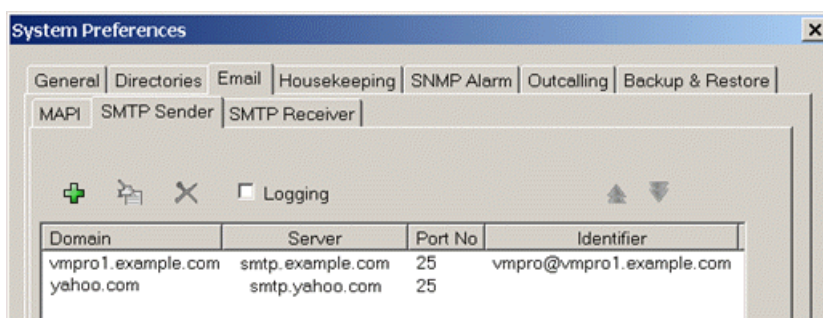 System Preferences
General Directories Email Housekeeping SNMP Alarm Outcalling Backup & Restore
MAPI SMTP Sender SMTP Receiver
Logging
Domain Server Port No Identifier
vmpro1.example.com smtp.example.com 25 vmpro@vmpro1.example.com
yahoo.com smtp.yahoo.com 25